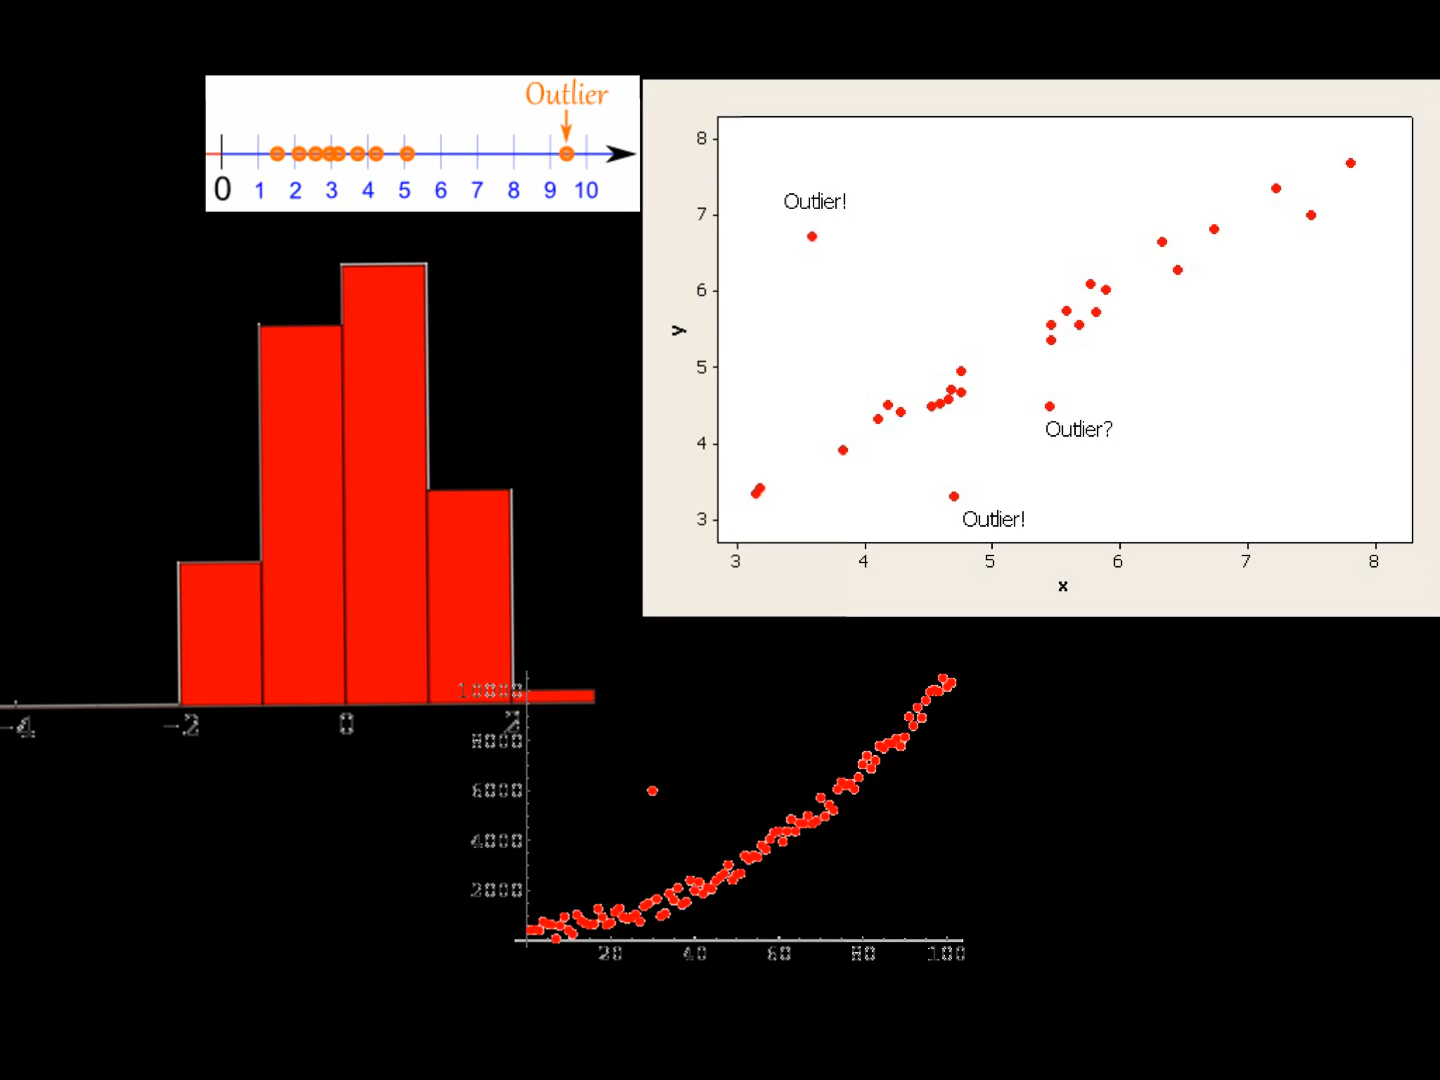 Outlier
0 1 2 3 4 5 6 7 8 9 10
8
Outlier!
7
6
y
5
4
Outlier?
3
Outlier!
3 4 5 6 7 8
x
-4 -2 0 2
10000
8000
6000
4000
2000
20 40 60 80 100